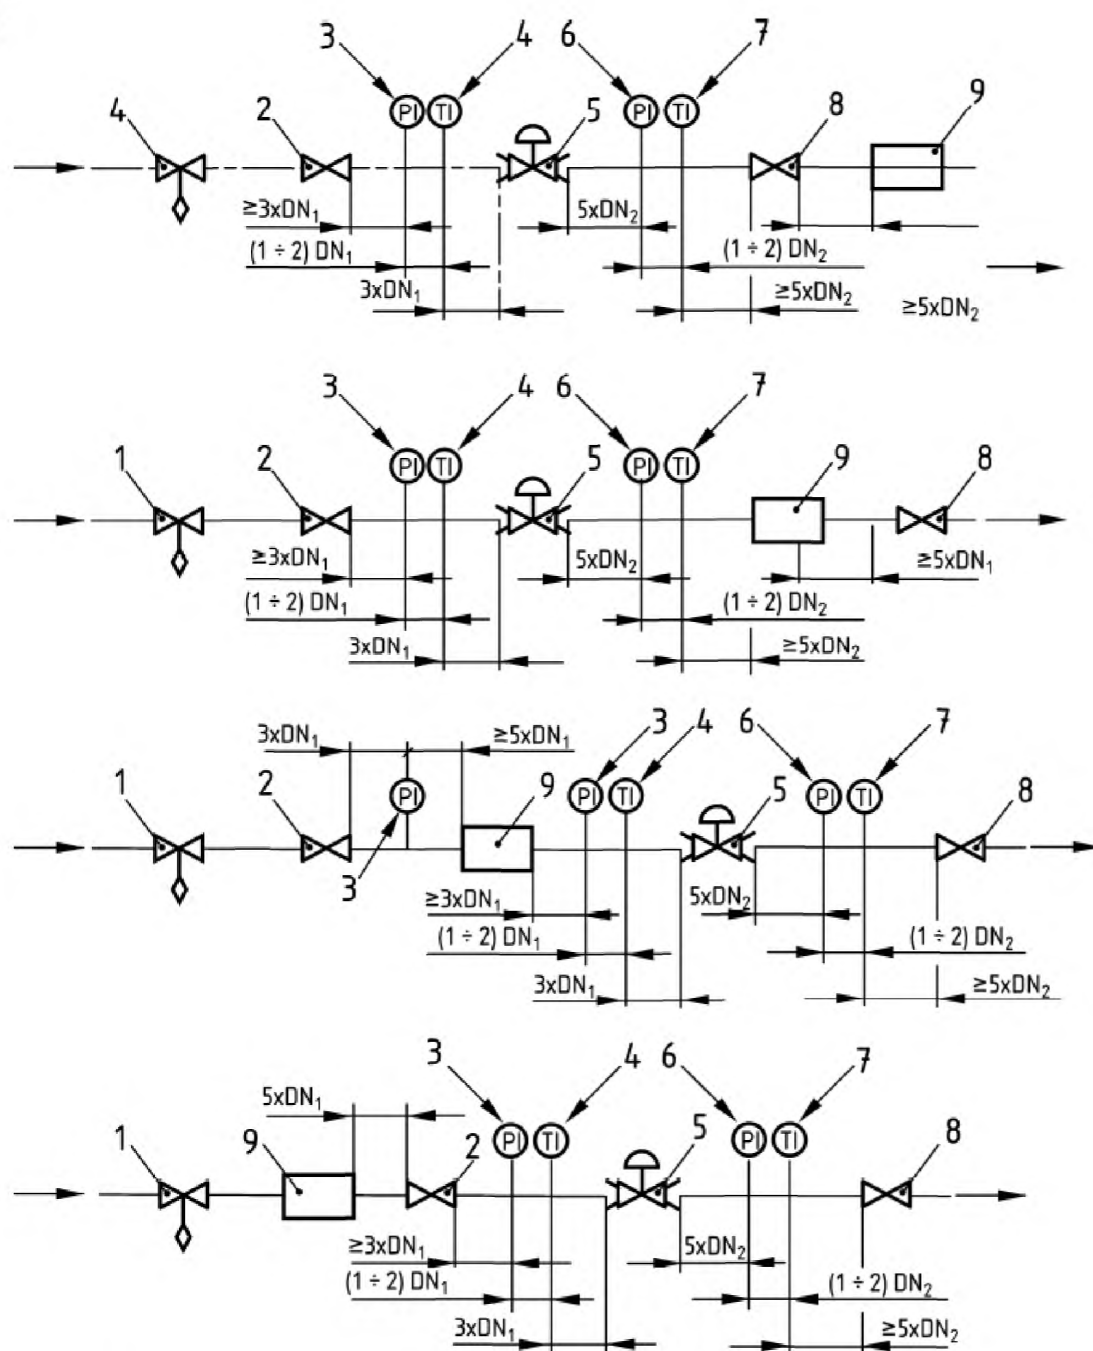 3 4 6 7
4 2 PI TI 5 PI TI 8 9
≥3xDN₁ 5xDN₂
(1 ÷ 2) DN₁ (1 ÷ 2) DN₂
3xDN₁ ≥5xDN₂ ≥5xDN₂
3 4 6 7
1 2 PI TI 5 PI TI 9 8
≥3xDN₁ 5xDN₂ ≥5xDN₁
(1 ÷ 2) DN₁ (1 ÷ 2) DN₂
3xDN₁ ≥5xDN₂
3xDN₁ ≥5xDN₁ 3 4 6 7
1 2 PI 9 PI TI 5 PI TI 8
3 ≥3xDN₁ 5xDN₂
(1 ÷ 2) DN₁ (1 ÷ 2) DN₂
3xDN₁ ≥5xDN₂
3 4 6 7
5xDN₁
1 9 2 PI TI 5 PI TI 8
≥3xDN₁ 5xDN₂
(1 ÷ 2) DN₁ (1 ÷ 2) DN₂
3xDN₁ ≥5xDN₂